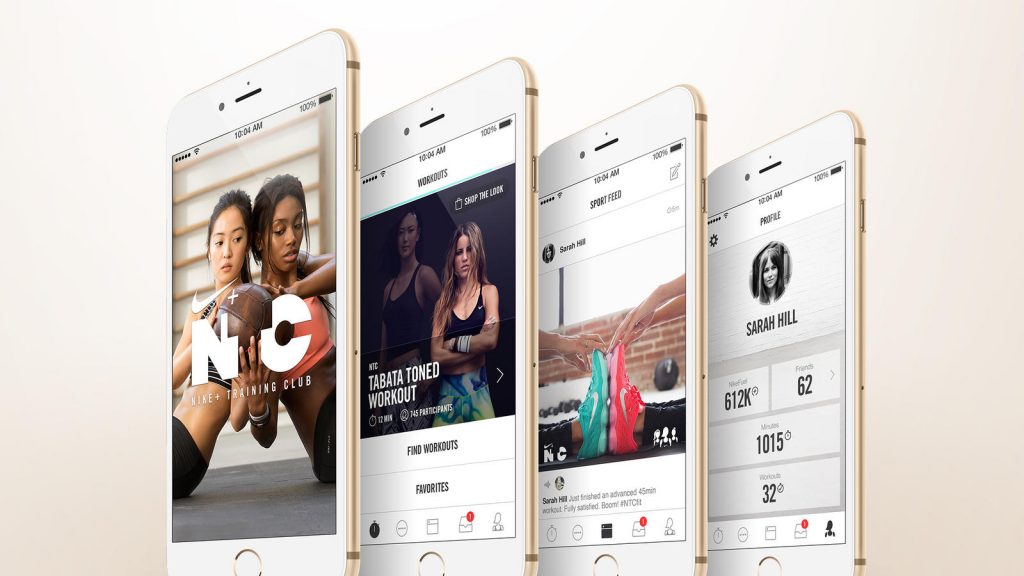 100%
10:04 AM
N+C
NIKE+ TRAINING CLUB
100%
10:04 AM
WORKOUTS
SHOP THE LOOK
NTC
TABATA TONED
WORKOUT
12 MIN 745 PARTICIPANTS
FIND WORKOUTS
FAVORITES
1
100%
10:04 AM
SPORT FEED
6m
Sarah Hill
NTC
Sarah Hill Just finished an advanced 45min
workout. Fully satisfied. Boom! #NTCfit
1
100%
10:04 AM
PROFILE
SARAH HILL
NikeFuel
612K
Friends
62
Minutes
1015
Workouts
32
1